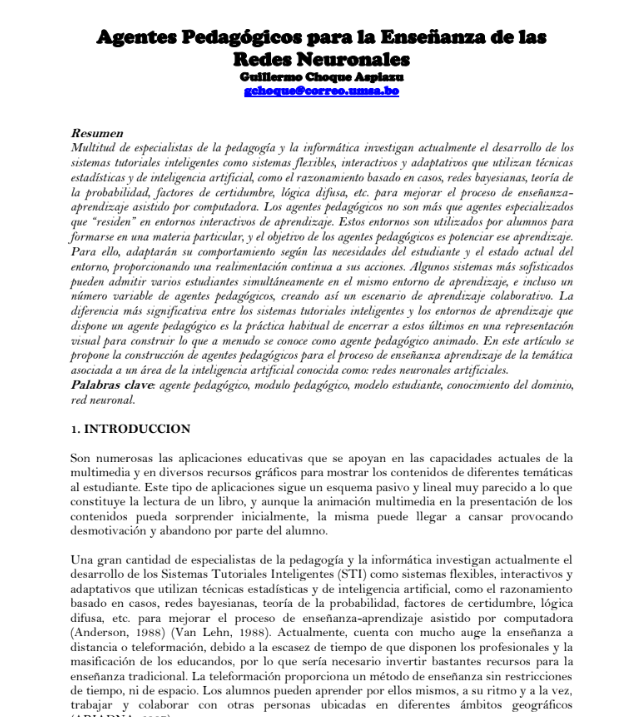 Agentes Pedagógicos para la Enseñanza de las
Redes Neuronales
Guillermo Choque Aspiazu
gchoque@correo.umsa.bo
Resumen
Multitud de especialistas de la pedagogía y la informática investigan actualmente el desarrollo de los
sistemas tutoriales inteligentes como sistemas flexibles, interactivos y adaptativos que utilizan técnicas
estadísticas y de inteligencia artificial, como el razonamiento basado en casos, redes bayesianas, teoría de
la probabilidad, factores de certidumbre, lógica difusa, etc. para mejorar el proceso de enseñanza-
aprendizaje asistido por computadora. Los agentes pedagógicos no son más que agentes especializados
que “residen” en entornos interactivos de aprendizaje. Estos entornos son utilizados por alumnos para
formarse en una materia particular, y el objetivo de los agentes pedagógicos es potenciar ese aprendizaje.
Para ello, adaptarán su comportamiento según las necesidades del estudiante y el estado actual del
entorno, proporcionando una realimentación continua a sus acciones. Algunos sistemas más sofisticados
pueden admitir varios estudiantes simultáneamente en el mismo entorno de aprendizaje, e incluso un
número variable de agentes pedagógicos, creando así un escenario de aprendizaje colaborativo. La
diferencia más significativa entre los sistemas tutoriales inteligentes y los entornos de aprendizaje que
dispone un agente pedagógico es la práctica habitual de encerrar a estos últimos en una representación
visual para construir lo que a menudo se conoce como agente pedagógico animado. En este artículo se
propone la construcción de agentes pedagógicos para el proceso de enseñanza aprendizaje de la temática
asociada a un área de la inteligencia artificial conocida como: redes neuronales artificiales.
Palabras clave: agente pedagógico, modulo pedagógico, modelo estudiante, conocimiento del dominio,
red neuronal.
1. INTRODUCCION
Son numerosas las aplicaciones educativas que se apoyan en las capacidades actuales de la
multimedia y en diversos recursos gráficos para mostrar los contenidos de diferentes temáticas
al estudiante. Este tipo de aplicaciones sigue un esquema pasivo y lineal muy parecido a lo que
constituye la lectura de un libro, y aunque la animación multimedia en la presentación de los
contenidos pueda sorprender inicialmente, la misma puede llegar a cansar provocando
desmotivación y abandono por parte del alumno.
Una gran cantidad de especialistas de la pedagogía y la informática investigan actualmente el
desarrollo de los Sistemas Tutoriales Inteligentes (STI) como sistemas flexibles, interactivos y
adaptativos que utilizan técnicas estadísticas y de inteligencia artificial, como el razonamiento
basado en casos, redes bayesianas, teoría de la probabilidad, factores de certidumbre, lógica
difusa, etc. para mejorar el proceso de enseñanza-aprendizaje asistido por computadora
(Anderson, 1988) (Van Lehn, 1988). Actualmente, cuenta con mucho auge la enseñanza a
distancia o teleformación, debido a la escasez de tiempo de que disponen los profesionales y la
masificación de los educandos, por lo que sería necesario invertir bastantes recursos para la
enseñanza tradicional. La teleformación proporciona un método de enseñanza sin restricciones
de tiempo, ni de espacio. Los alumnos pueden aprender por ellos mismos, a su ritmo y a la vez,
trabajar y colaborar con otras personas ubicadas en diferentes ámbitos geográficos